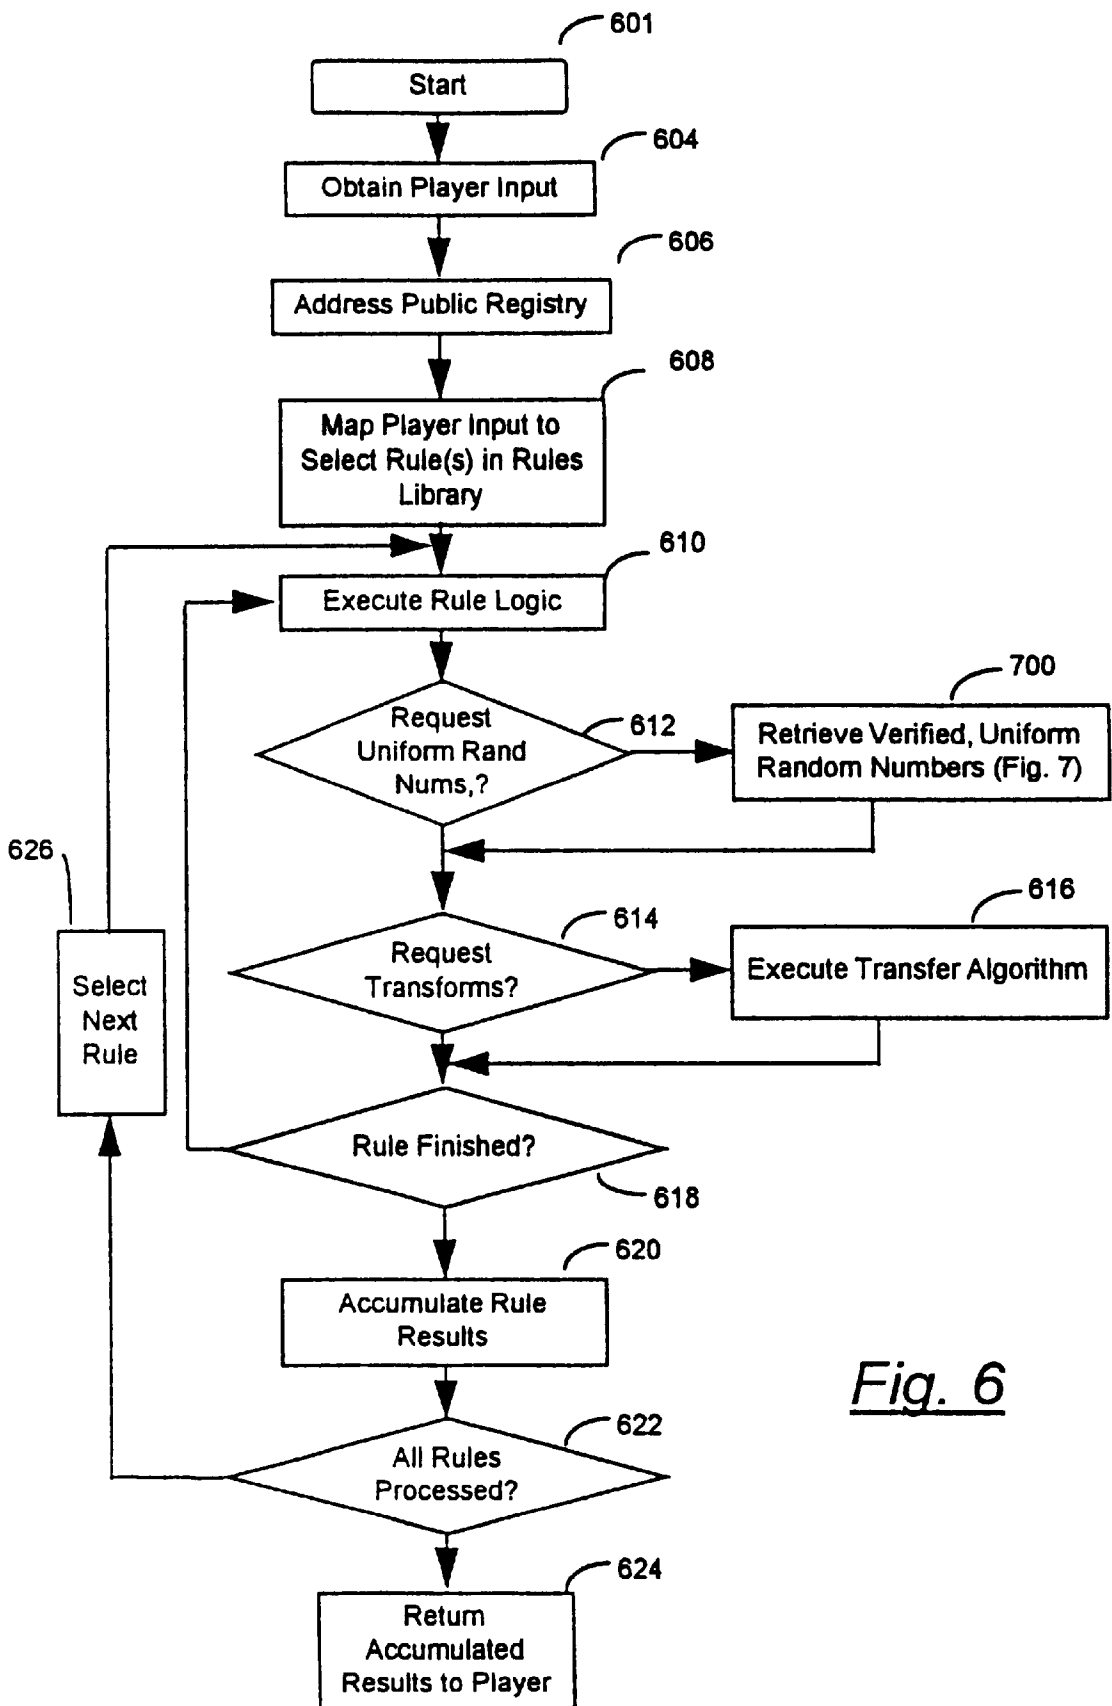 601
Start
604
Obtain Player Input
606
Address Public Registry
608
Map Player Input to
Select Rule(s) in Rules
Library
610
Execute Rule Logic
Request
Uniform Rand
Nums,?
612
700
Retrieve Verified, Uniform
Random Numbers (Fig. 7)
626
Select
Next
Rule
614
Request
Transforms?
616
Execute Transfer Algorithm
Rule Finished?
618
620
Accumulate Rule
Results
Fig. 6
622
All Rules
Processed?
624
Return
Accumulated
Results to Player